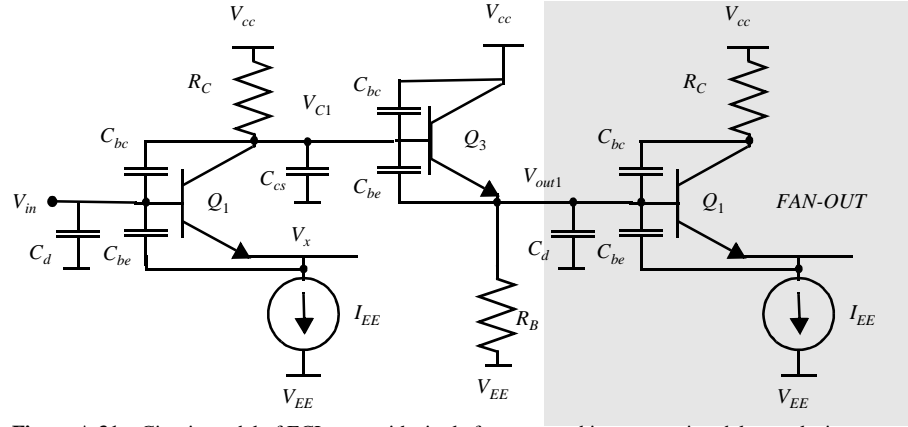 V_cc
V_cc
V_cc
R_C
R_C
C_bc
V_C1
Q_3
C_bc
C_bc
C_cs
C_be
V_out1
V_in
Q_1
Q_1
FAN-OUT
V_x
C_d
C_be
C_d
C_be
I_EE
R_B
I_EE
V_EE
V_EE
V_EE